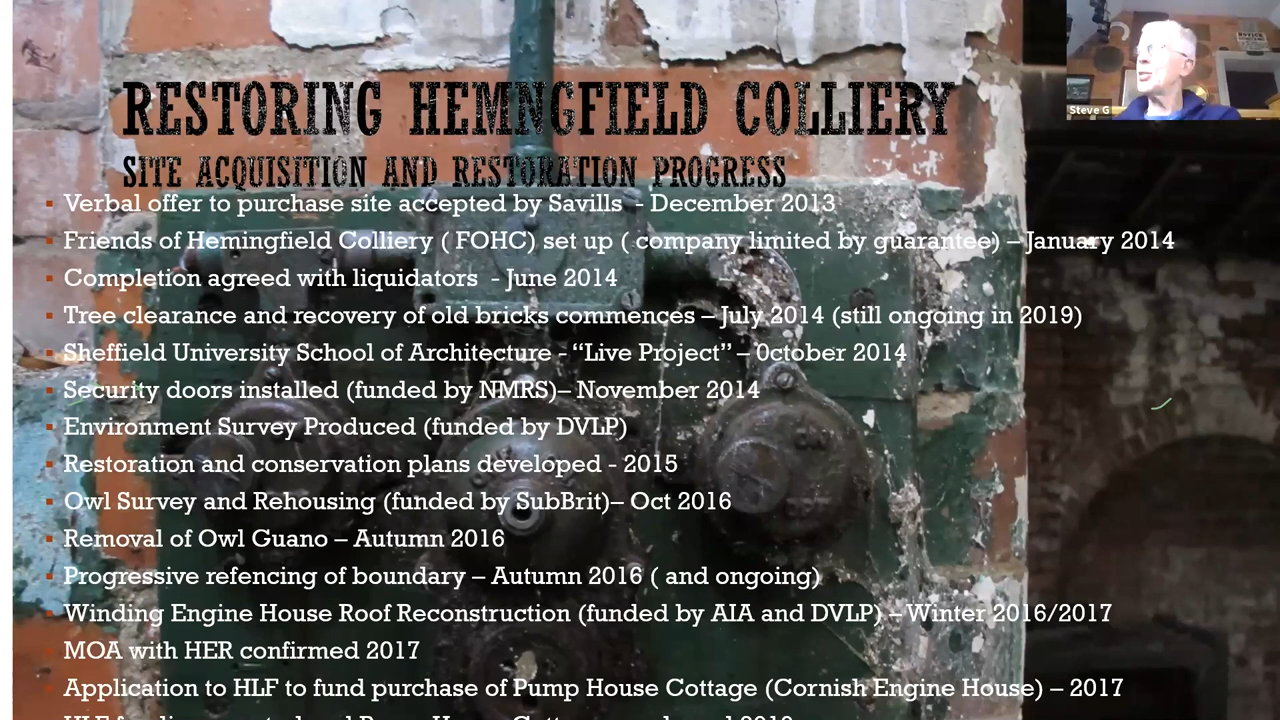 RESTORING HEMNGFIELD COLLIERY
SITE ACQUISITION AND RESTORATION PROGRESS
Steve G
▪ Verbal offer to purchase site accepted by Savills - December 2013
▪ Friends of Hemingfield Colliery ( FOHC) set up ( company limited by guarantee) – January 2014
▪ Completion agreed with liquidators - June 2014
▪ Tree clearance and recovery of old bricks commences – July 2014 (still ongoing in 2019)
▪ Sheffield University School of Architecture - “Live Project” – 0ctober 2014
▪ Security doors installed (funded by NMRS)– November 2014
▪ Environment Survey Produced (funded by DVLP)
▪ Restoration and conservation plans developed - 2015
▪ Owl Survey and Rehousing (funded by SubBrit)– Oct 2016
▪ Removal of Owl Guano – Autumn 2016
▪ Progressive refencing of boundary – Autumn 2016 ( and ongoing)
▪ Winding Engine House Roof Reconstruction (funded by AIA and DVLP) – Winter 2016/2017
▪ MOA with HER confirmed 2017
▪ Application to HLF to fund purchase of Pump House Cottage (Cornish Engine House) – 2017